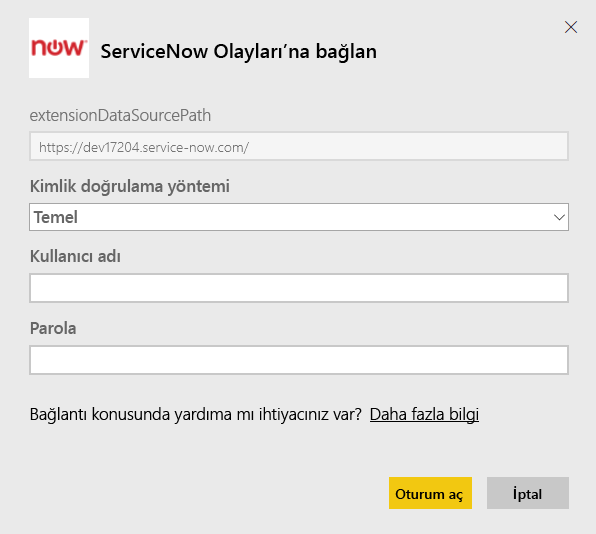 now
ServiceNow Olayları’na bağlan
extensionDataSourcePath
https://dev17204.service-now.com/
Kimlik doğrulama yöntemi
Temel
Kullanıcı adı
Parola
Bağlantı konusunda yardıma mı ihtiyacınız var? Daha fazla bilgi
Oturum aç İptal